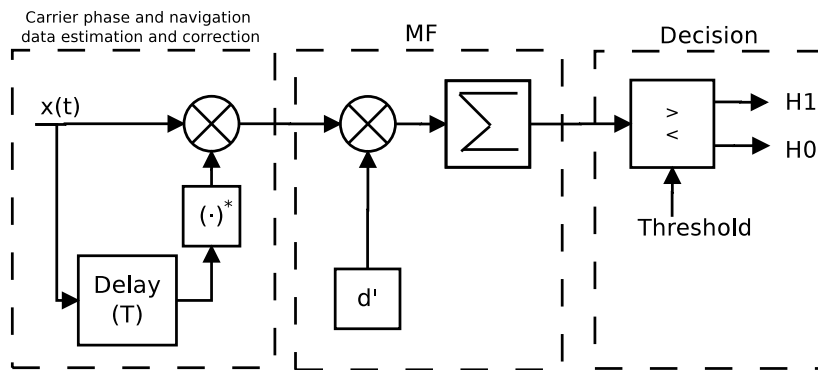 Carrier phase and navigation
data estimation and correction
MF
Decision
x(t)
>
<
H1
H0
(·)*
Threshold
Delay
(T)
d'